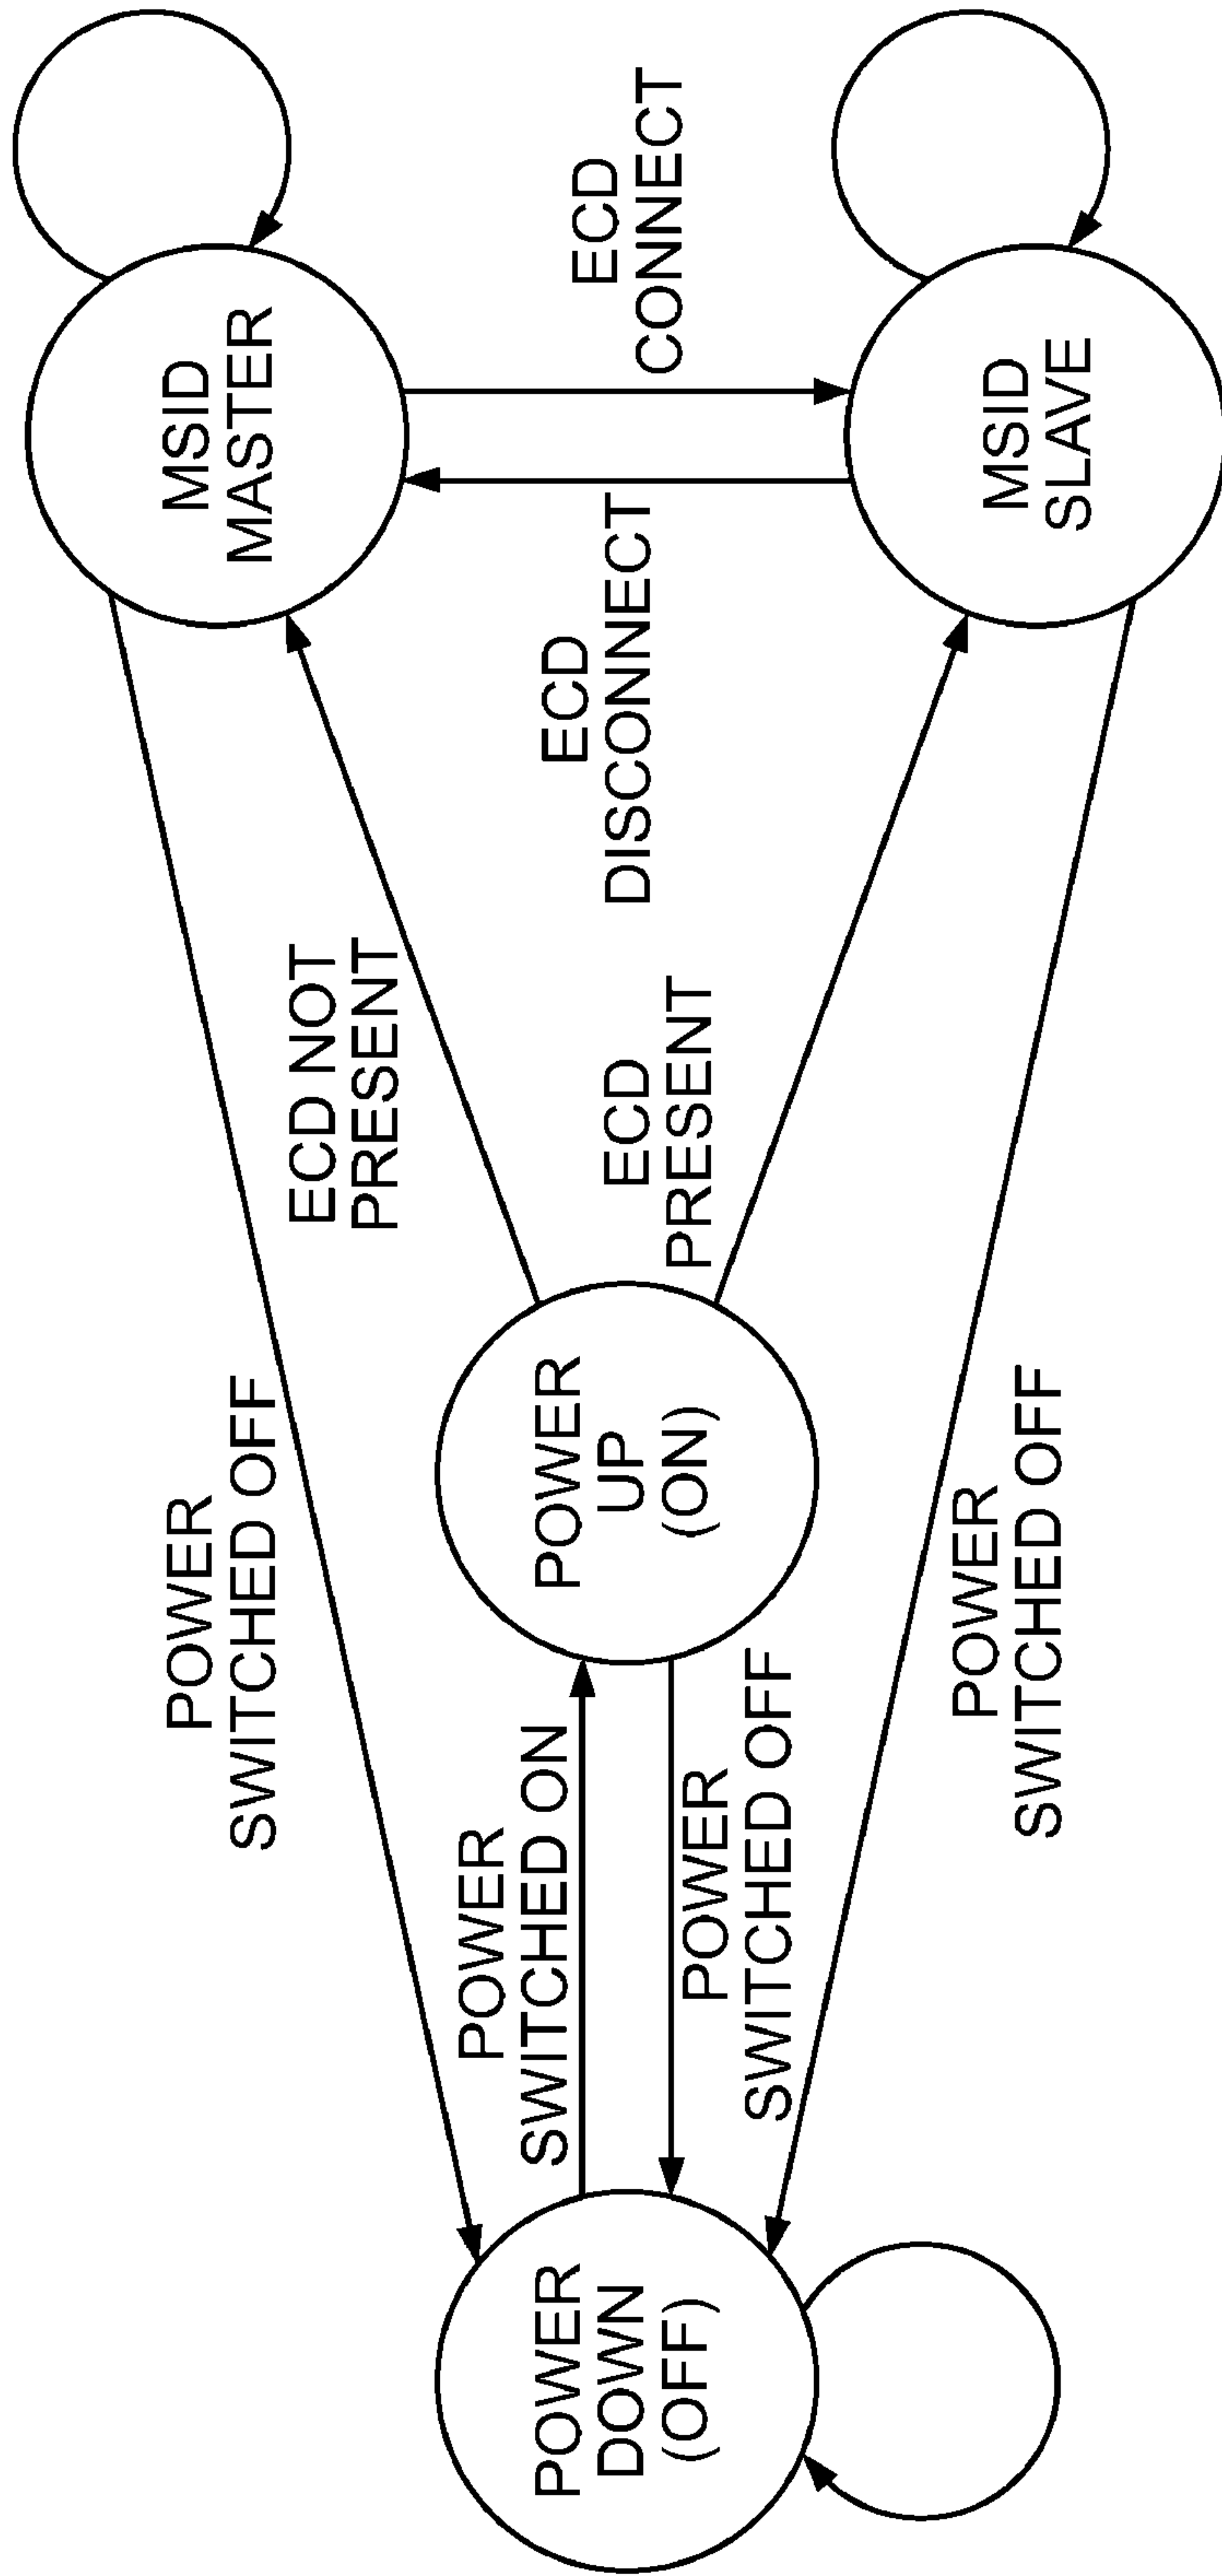 POWER
SWITCHED OFF
MSID
MASTER
ECD NOT
PRESENT
POWER
SWITCHED ON
POWER
DOWN
(OFF)
POWER
UP
(ON)
ECD
DISCONNECT
ECD
CONNECT
ECD
PRESENT
POWER
SWITCHED OFF
POWER
SWITCHED OFF
MSID
SLAVE